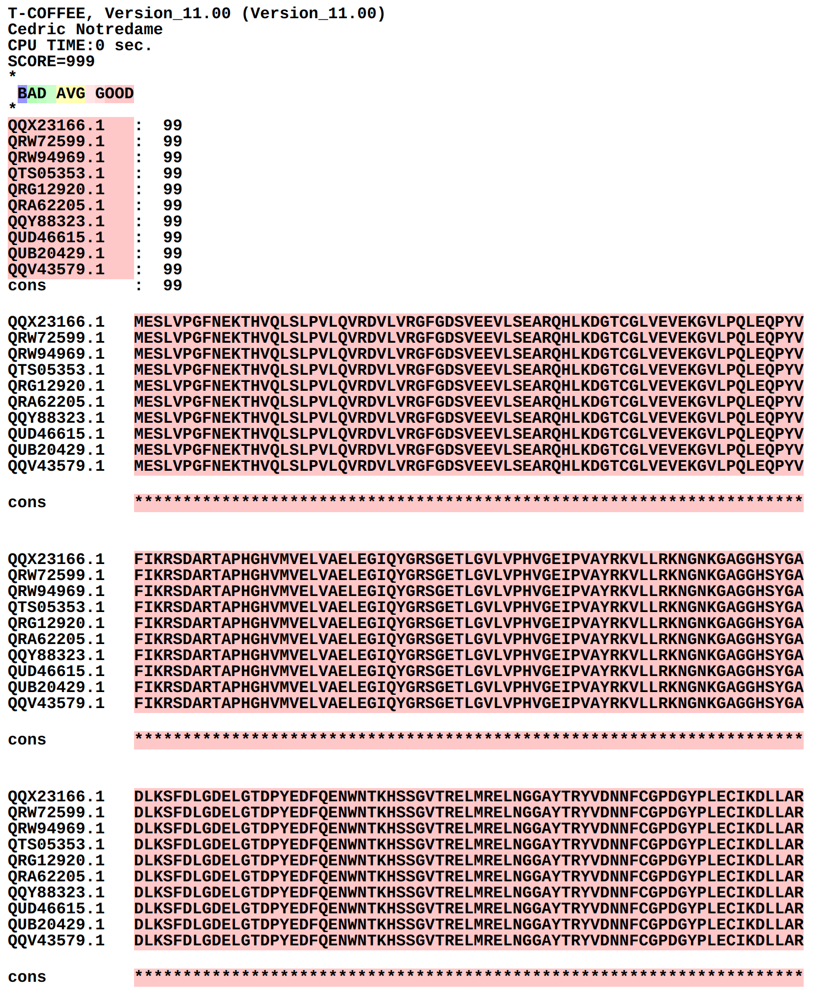 T-COFFEE, Version_11.00 (Version_11.00)
Cedric Notredame
CPU TIME:0 sec.
SCORE=999
*
BAD AVG GOOD
*
QQX23166.1 : 99
QRW72599.1 : 99
QRW94969.1 : 99
QTS05353.1 : 99
QRG12920.1 : 99
QRA62205.1 : 99
QQY88323.1 : 99
QUD46615.1 : 99
QUB20429.1 : 99
QQV43579.1 : 99
cons : 99
QQX23166.1 MESLVPGFNEKTHVQLSLPVLQVRDVLVRGFGDSVEEVLSEARQHLKDGTCGLVEVEKGVLPQLEQPYV
QRW72599.1 MESLVPGFNEKTHVQLSLPVLQVRDVLVRGFGDSVEEVLSEARQHLKDGTCGLVEVEKGVLPQLEQPYV
QRW94969.1 MESLVPGFNEKTHVQLSLPVLQVRDVLVRGFGDSVEEVLSEARQHLKDGTCGLVEVEKGVLPQLEQPYV
QTS05353.1 MESLVPGFNEKTHVQLSLPVLQVRDVLVRGFGDSVEEVLSEARQHLKDGTCGLVEVEKGVLPQLEQPYV
QRG12920.1 MESLVPGFNEKTHVQLSLPVLQVRDVLVRGFGDSVEEVLSEARQHLKDGTCGLVEVEKGVLPQLEQPYV
QRA62205.1 MESLVPGFNEKTHVQLSLPVLQVRDVLVRGFGDSVEEVLSEARQHLKDGTCGLVEVEKGVLPQLEQPYV
QQY88323.1 MESLVPGFNEKTHVQLSLPVLQVRDVLVRGFGDSVEEVLSEARQHLKDGTCGLVEVEKGVLPQLEQPYV
QUD46615.1 MESLVPGFNEKTHVQLSLPVLQVRDVLVRGFGDSVEEVLSEARQHLKDGTCGLVEVEKGVLPQLEQPYV
QUB20429.1 MESLVPGFNEKTHVQLSLPVLQVRDVLVRGFGDSVEEVLSEARQHLKDGTCGLVEVEKGVLPQLEQPYV
QQV43579.1 MESLVPGFNEKTHVQLSLPVLQVRDVLVRGFGDSVEEVLSEARQHLKDGTCGLVEVEKGVLPQLEQPYV
cons *********************************************************************
QQX23166.1 FIKRSDARTAPHGHVMVELVAELEGIQYGRSGETLGVLVPHVGEIPVAYRKVLLRKNGNKGAGGHSYGA
QRW72599.1 FIKRSDARTAPHGHVMVELVAELEGIQYGRSGETLGVLVPHVGEIPVAYRKVLLRKNGNKGAGGHSYGA
QRW94969.1 FIKRSDARTAPHGHVMVELVAELEGIQYGRSGETLGVLVPHVGEIPVAYRKVLLRKNGNKGAGGHSYGA
QTS05353.1 FIKRSDARTAPHGHVMVELVAELEGIQYGRSGETLGVLVPHVGEIPVAYRKVLLRKNGNKGAGGHSYGA
QRG12920.1 FIKRSDARTAPHGHVMVELVAELEGIQYGRSGETLGVLVPHVGEIPVAYRKVLLRKNGNKGAGGHSYGA
QRA62205.1 FIKRSDARTAPHGHVMVELVAELEGIQYGRSGETLGVLVPHVGEIPVAYRKVLLRKNGNKGAGGHSYGA
QQY88323.1 FIKRSDARTAPHGHVMVELVAELEGIQYGRSGETLGVLVPHVGEIPVAYRKVLLRKNGNKGAGGHSYGA
QUD46615.1 FIKRSDARTAPHGHVMVELVAELEGIQYGRSGETLGVLVPHVGEIPVAYRKVLLRKNGNKGAGGHSYGA
QUB20429.1 FIKRSDARTAPHGHVMVELVAELEGIQYGRSGETLGVLVPHVGEIPVAYRKVLLRKNGNKGAGGHSYGA
QQV43579.1 FIKRSDARTAPHGHVMVELVAELEGIQYGRSGETLGVLVPHVGEIPVAYRKVLLRKNGNKGAGGHSYGA
cons *********************************************************************
QQX23166.1 DLKSFDLGDELGTDPYEDFQENWNTKHSSGVTRELMRELNGGAYTRYVDNNFCGPDGYPLECIKDLLAR
QRW72599.1 DLKSFDLGDELGTDPYEDFQENWNTKHSSGVTRELMRELNGGAYTRYVDNNFCGPDGYPLECIKDLLAR
QRW94969.1 DLKSFDLGDELGTDPYEDFQENWNTKHSSGVTRELMRELNGGAYTRYVDNNFCGPDGYPLECIKDLLAR
QTS05353.1 DLKSFDLGDELGTDPYEDFQENWNTKHSSGVTRELMRELNGGAYTRYVDNNFCGPDGYPLECIKDLLAR
QRG12920.1 DLKSFDLGDELGTDPYEDFQENWNTKHSSGVTRELMRELNGGAYTRYVDNNFCGPDGYPLECIKDLLAR
QRA62205.1 DLKSFDLGDELGTDPYEDFQENWNTKHSSGVTRELMRELNGGAYTRYVDNNFCGPDGYPLECIKDLLAR
QQY88323.1 DLKSFDLGDELGTDPYEDFQENWNTKHSSGVTRELMRELNGGAYTRYVDNNFCGPDGYPLECIKDLLAR
QUD46615.1 DLKSFDLGDELGTDPYEDFQENWNTKHSSGVTRELMRELNGGAYTRYVDNNFCGPDGYPLECIKDLLAR
QUB20429.1 DLKSFDLGDELGTDPYEDFQENWNTKHSSGVTRELMRELNGGAYTRYVDNNFCGPDGYPLECIKDLLAR
QQV43579.1 DLKSFDLGDELGTDPYEDFQENWNTKHSSGVTRELMRELNGGAYTRYVDNNFCGPDGYPLECIKDLLAR
cons *********************************************************************